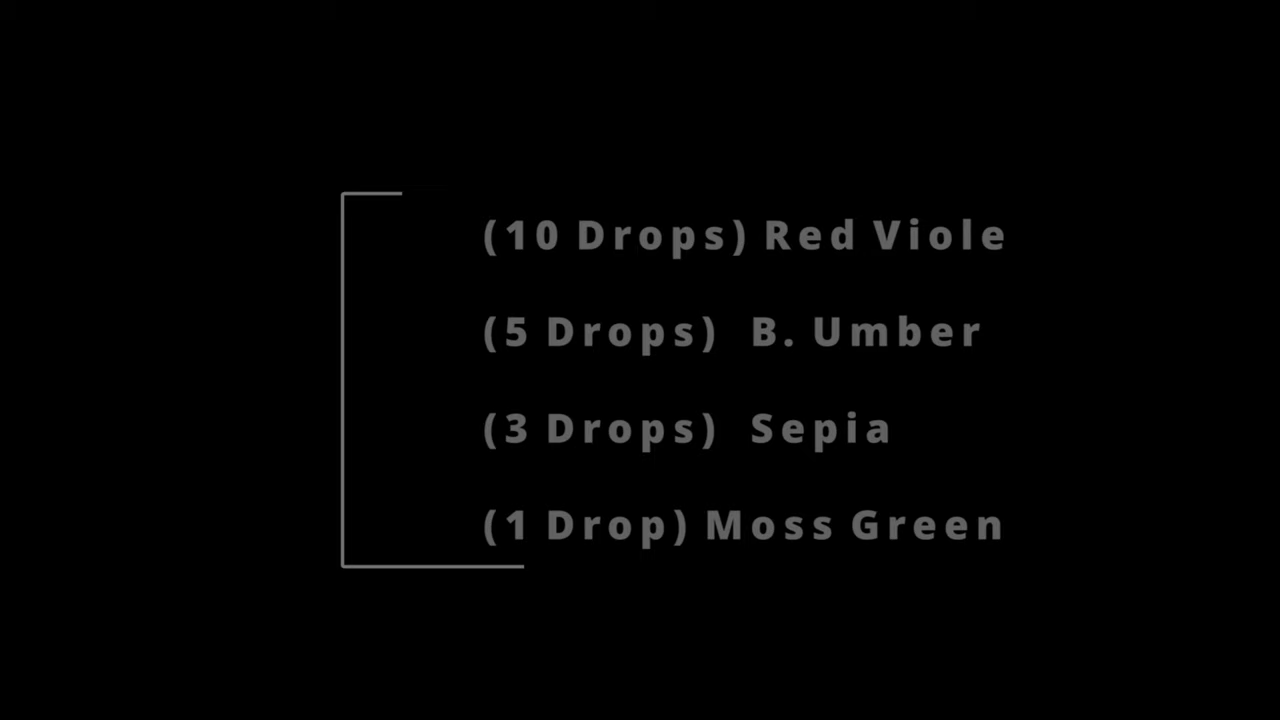 (10 Drops) Red Viole
(5 Drops) B. Umber
(3 Drops) Sepia
(1 Drop) Moss Green